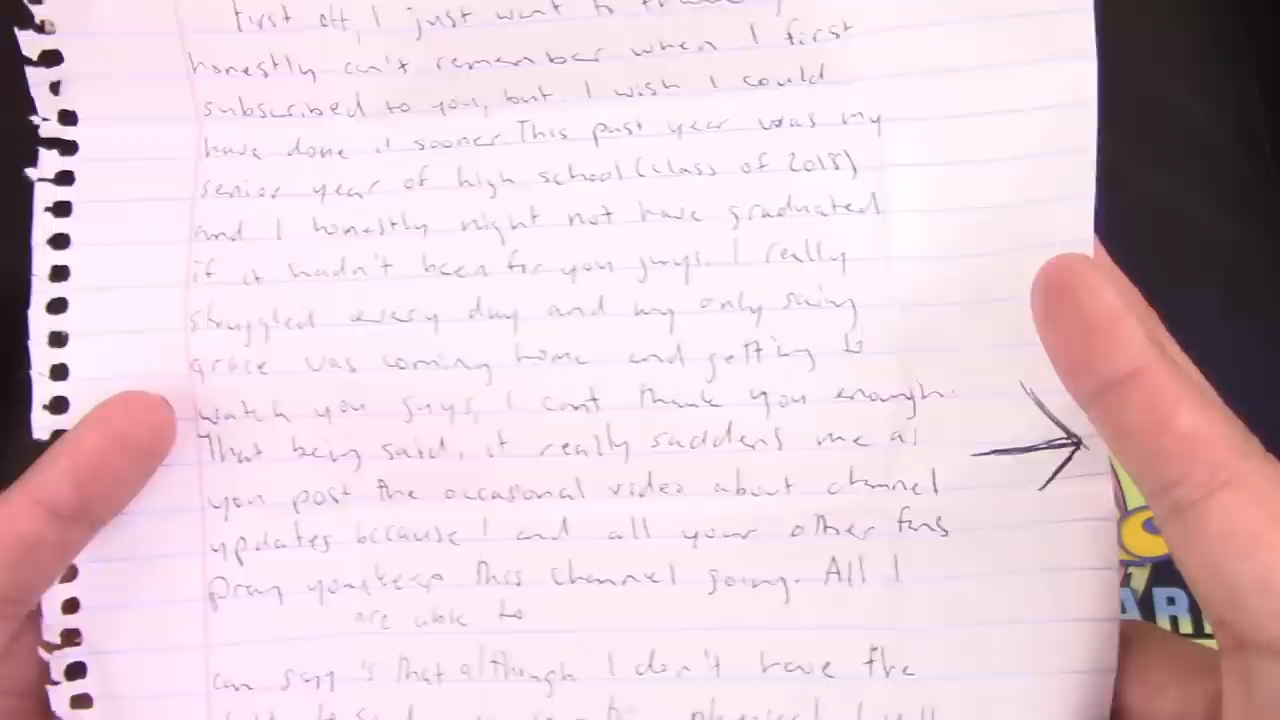 First off, I just want to
honestly can't remember when I first
subscribed to you, but I wish I could
have done it sooner. This past year was my
senior year of high school (class of 2018)
and I honestly might not have graduated
if it hadn't been for you guys. I really
struggled every day and my only saing
grace was coming home and getting to
watch you guys, I cant thank you enough.
That being said, it really saddens me as
you post the occasional video about channel
updates because I and all your other fans
pray you keep this channel going. All I
are able to
can say is that although I don't have the
AR